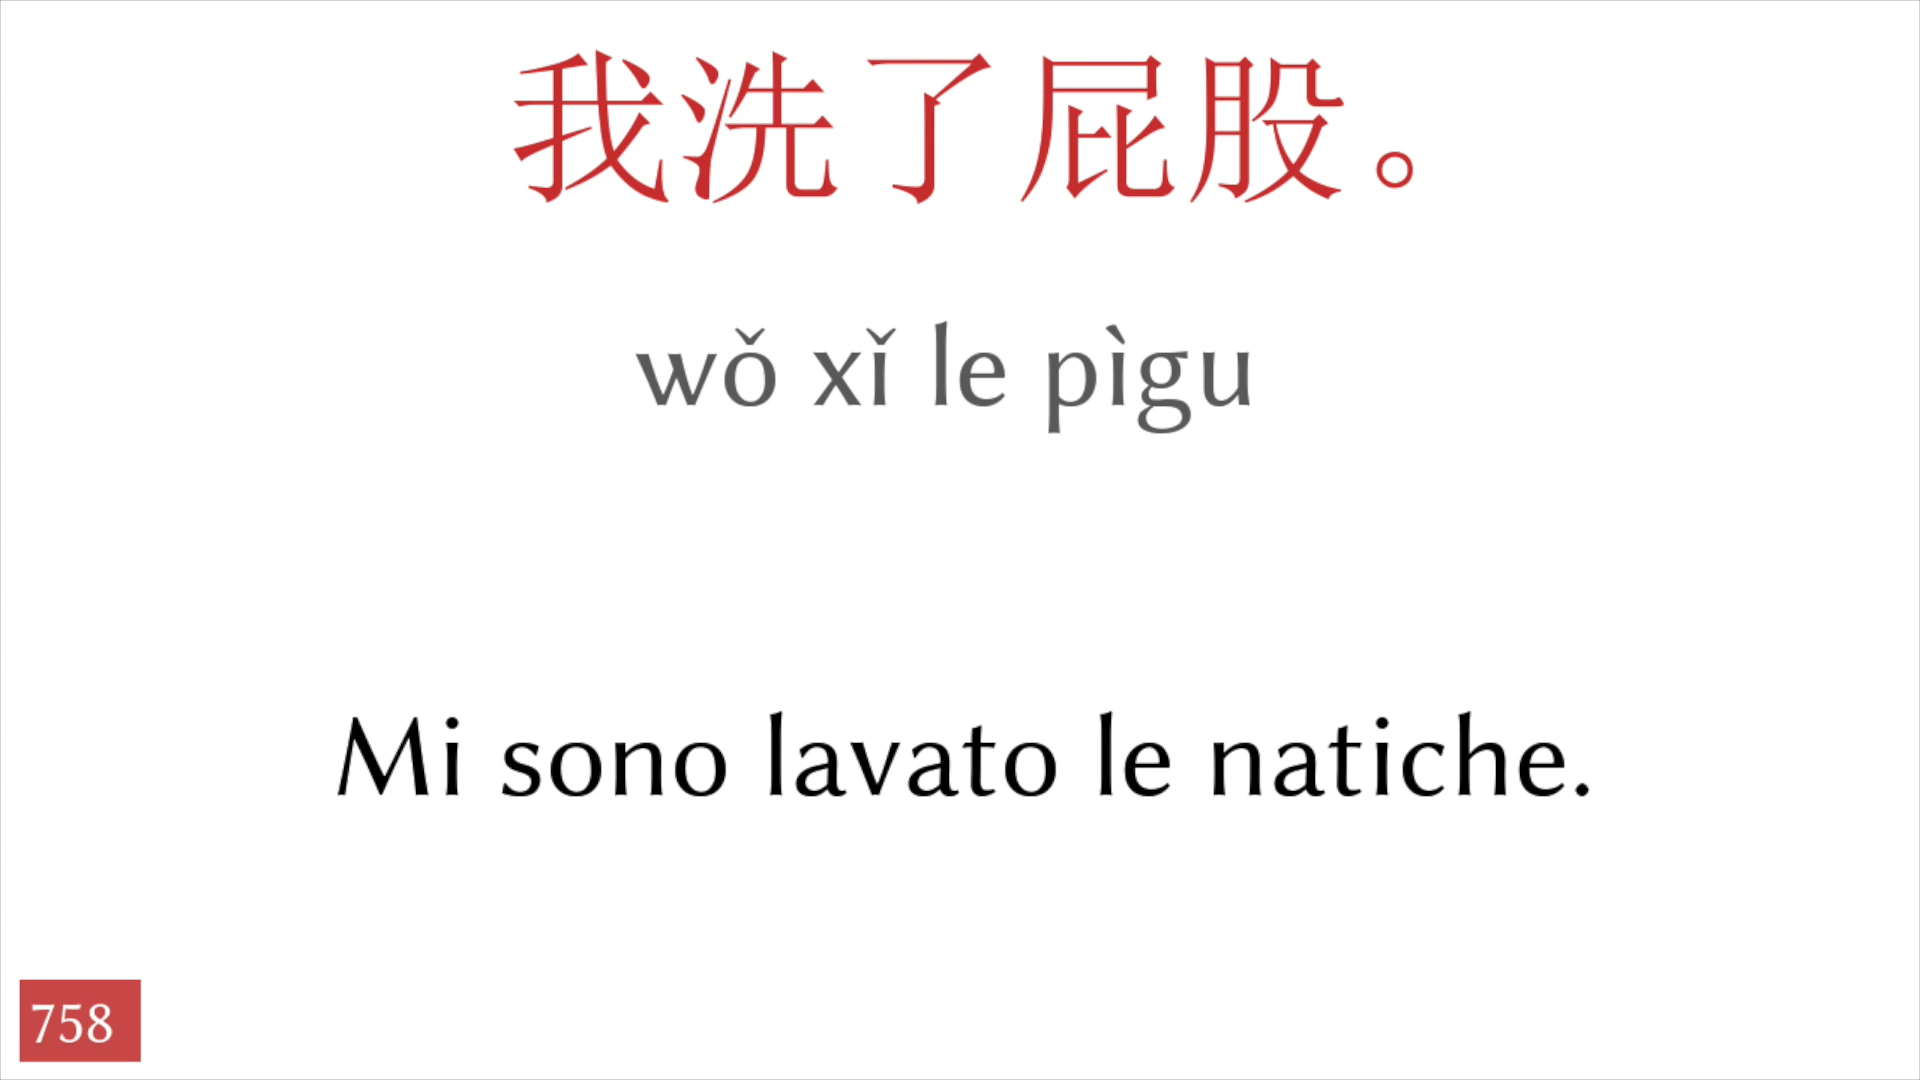 我洗了屁股。
wǒ xǐ le pìgu
Mi sono lavato le natiche.
758